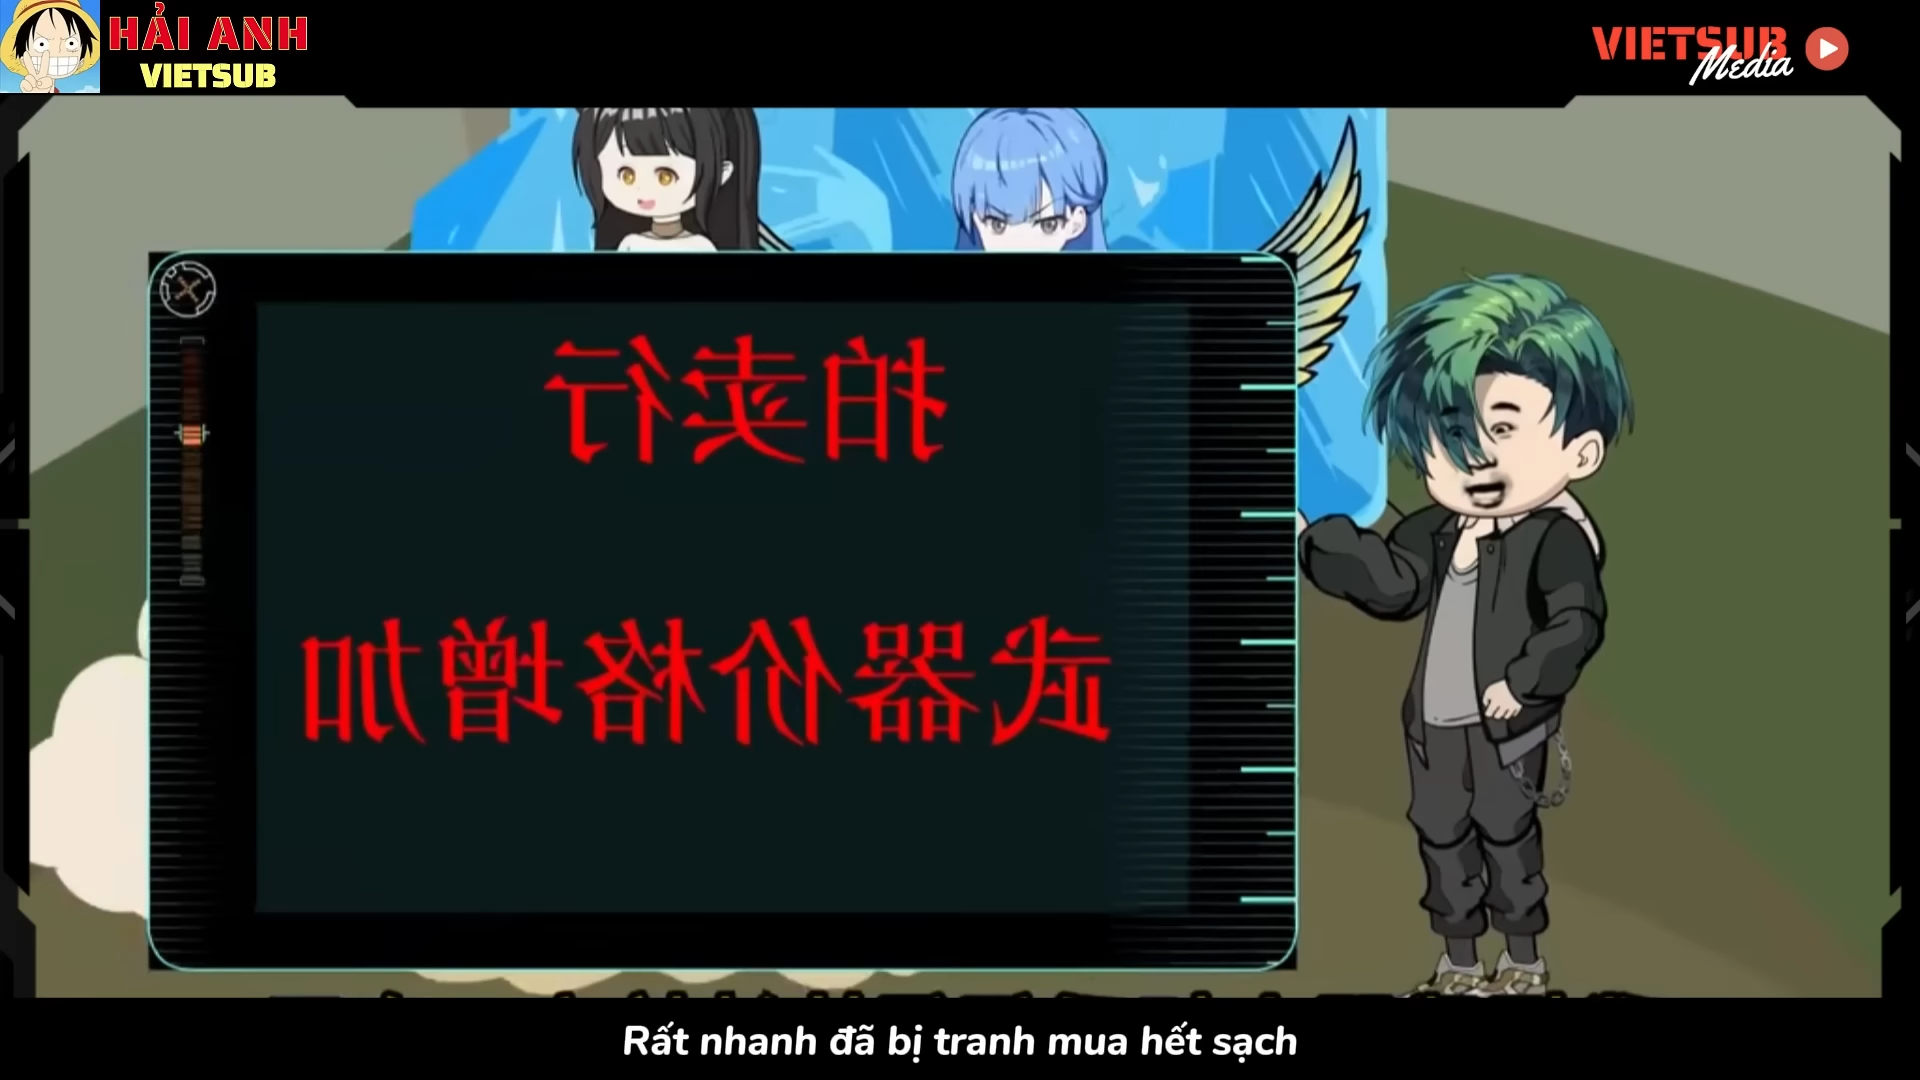 HẢI ANH
VIETSUB
VIETSUB
Media
拍卖行
武器价格增加
Rất nhanh đã bị tranh mua hết sạch